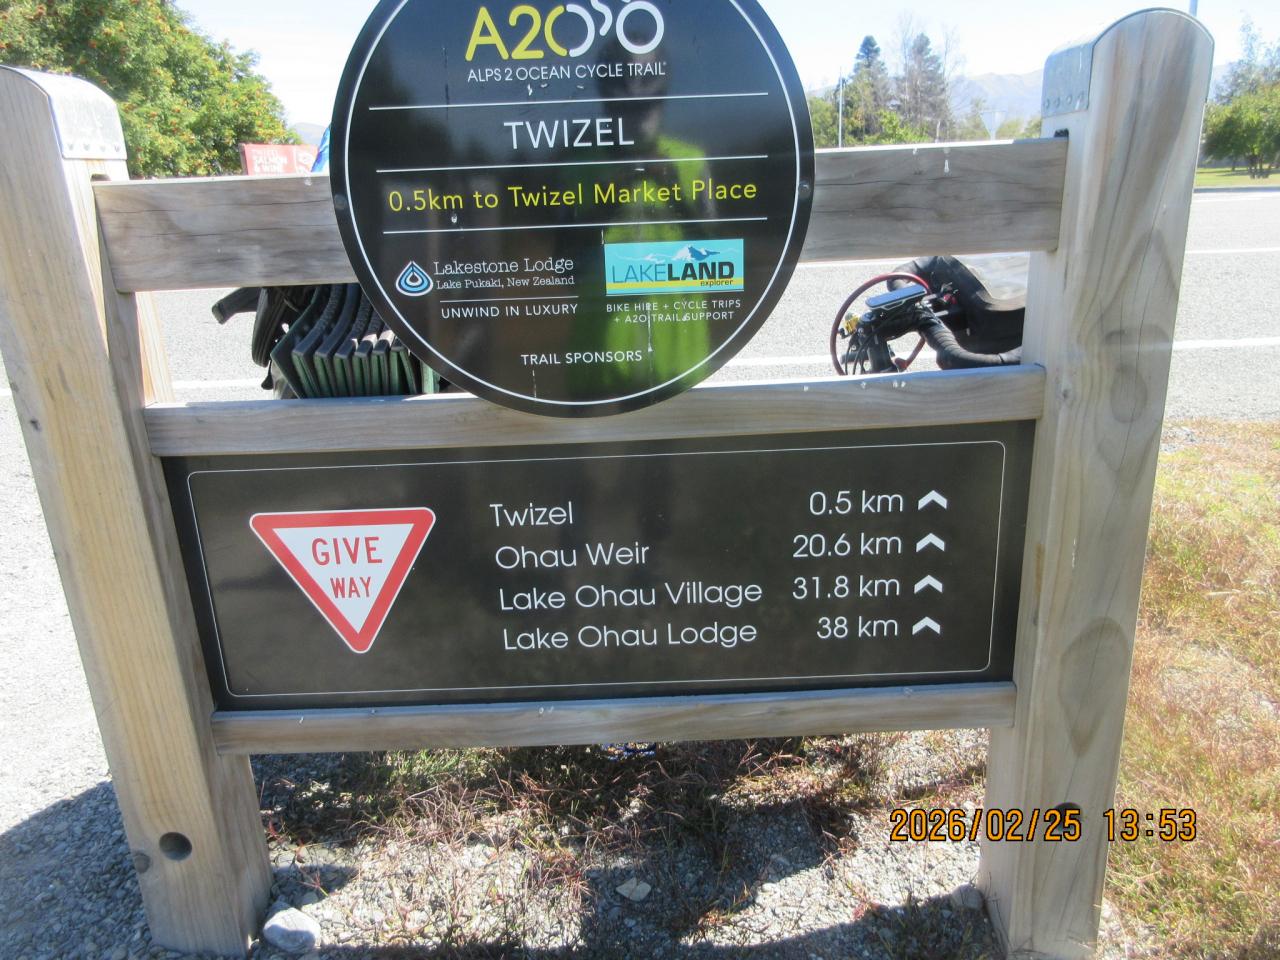 A2O
ALPS 2 OCEAN CYCLE TRAIL
TWIZEL
0.5km to Twizel Market Place
Lakestone Lodge
Lake Pukaki, New Zealand
UNWIND IN LUXURY
LAKELAND
explorer
BIKE HIRE + CYCLE TRIPS
+ A2O TRAIL SUPPORT
TRAIL SPONSORS
SALMON
& WINE
GIVE
WAY
Twizel 0.5 km
Ohau Weir 20.6 km
Lake Ohau Village 31.8 km
Lake Ohau Lodge 38 km
2026/02/25 13:53